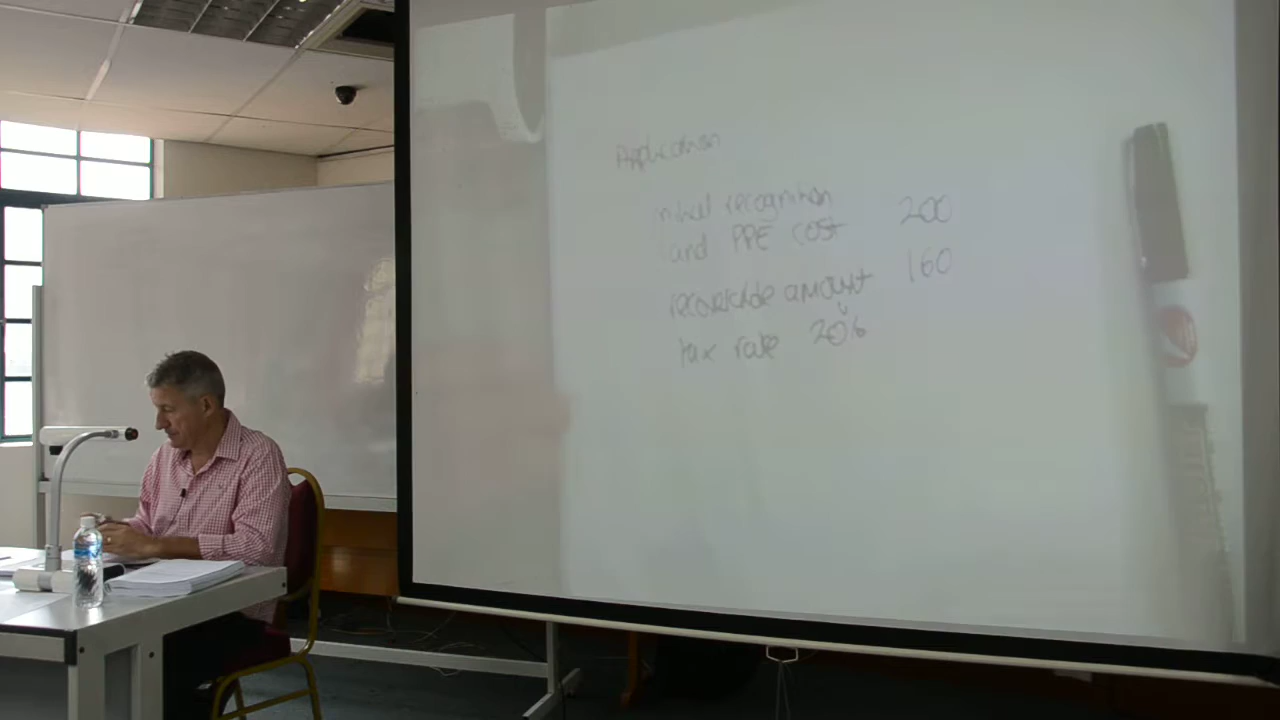 Application
initial recognition
land PPE cost 200
recoverable amount 160
tax rate 20%